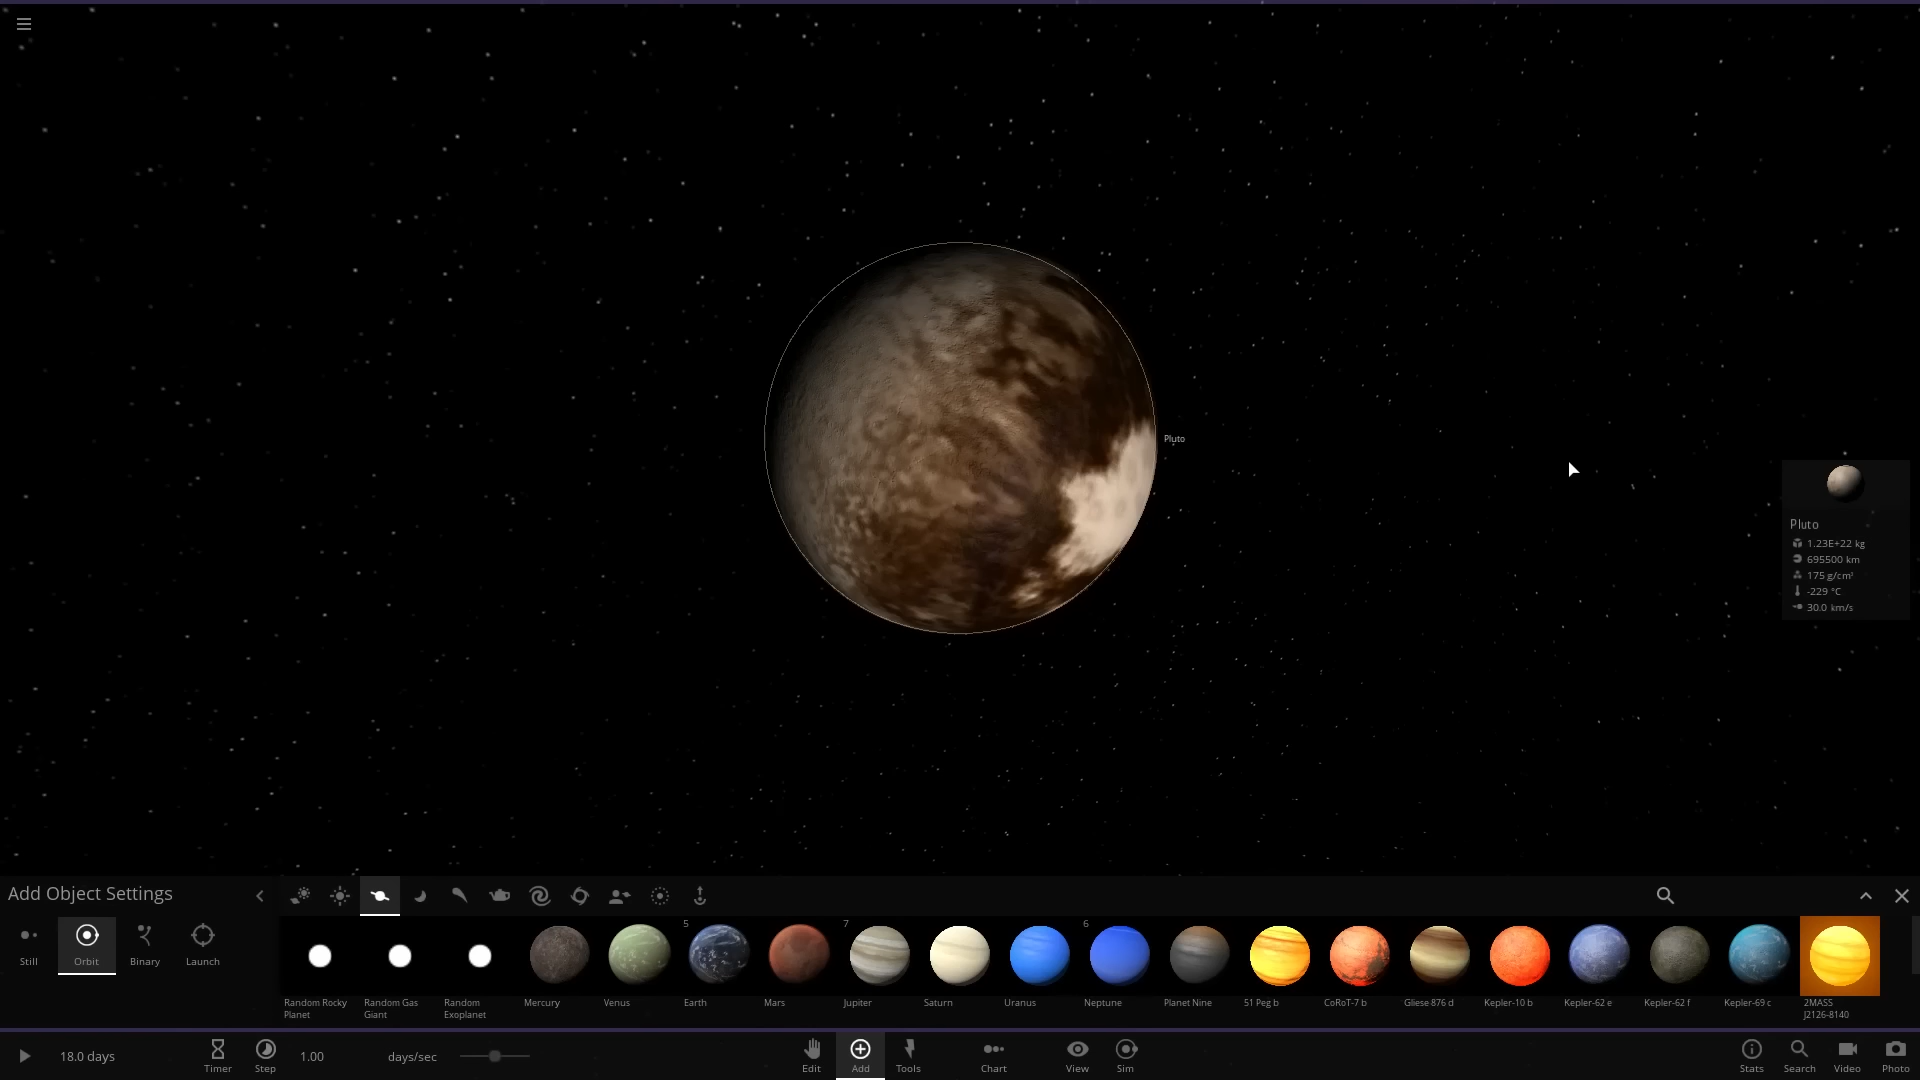 Pluto
Pluto
1.23E+22 kg
695500 km
175 g/cm³
-229 °C
30.0 km/s
Add Object Settings
Still
Orbit
Binary
Launch
5
7
6
Random Rocky Planet
Random Gas Giant
Random Exoplanet
Mercury
Venus
Earth
Mars
Jupiter
Saturn
Uranus
Neptune
Planet Nine
51 Peg b
CoRoT-7 b
Gliese 876 d
Kepler-10 b
Kepler-62 e
Kepler-62 f
Kepler-69 c
2MASS J2126-8140
18.0 days
Timer
Step
1.00
days/sec
Edit
Add
Tools
Chart
View
Sim
Stats
Search
Video
Photo